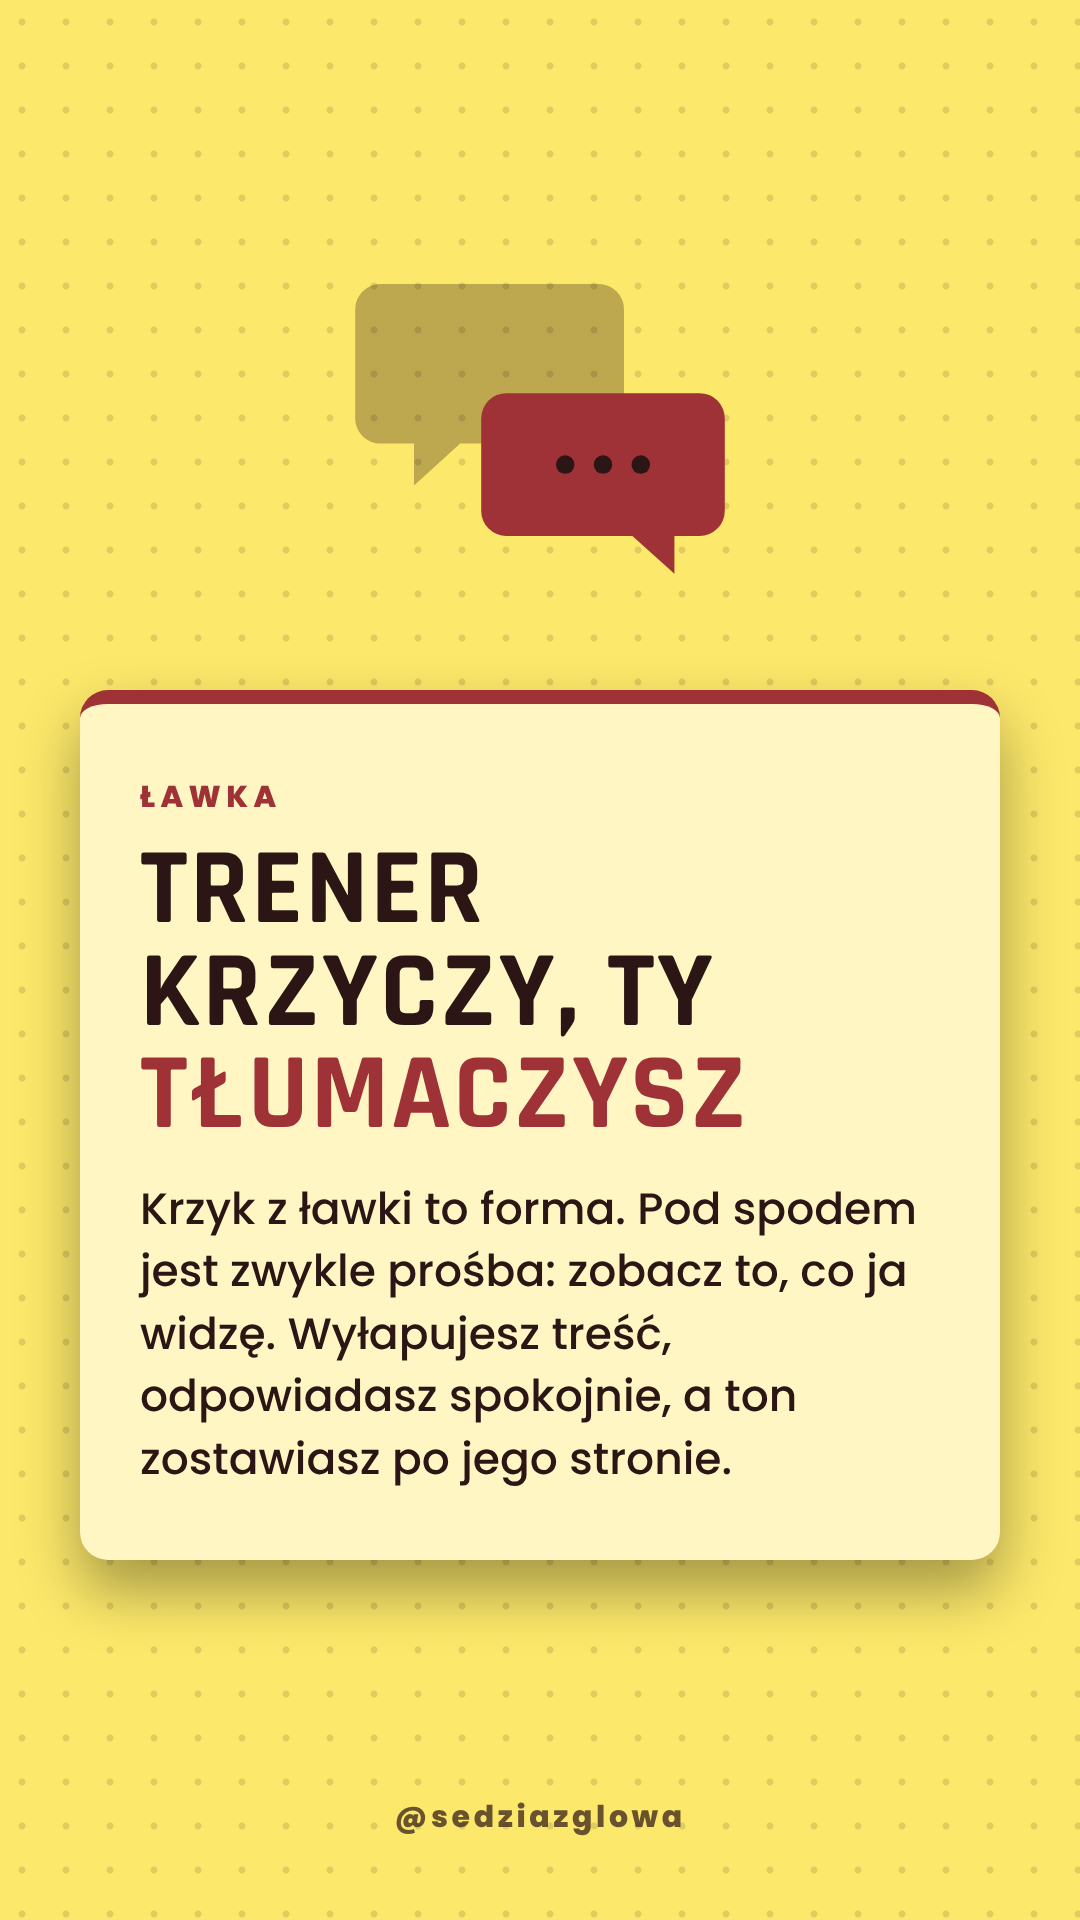 ŁAWKA
TRENER
KRZYCZY, TY
TŁUMACZYSZ
Krzyk z ławki to forma. Pod spodem
jest zwykle prośba: zobacz to, co ja
widzę. Wyłapujesz treść,
odpowiadasz spokojnie, a ton
zostawiasz po jego stronie.
@sedziazglowa